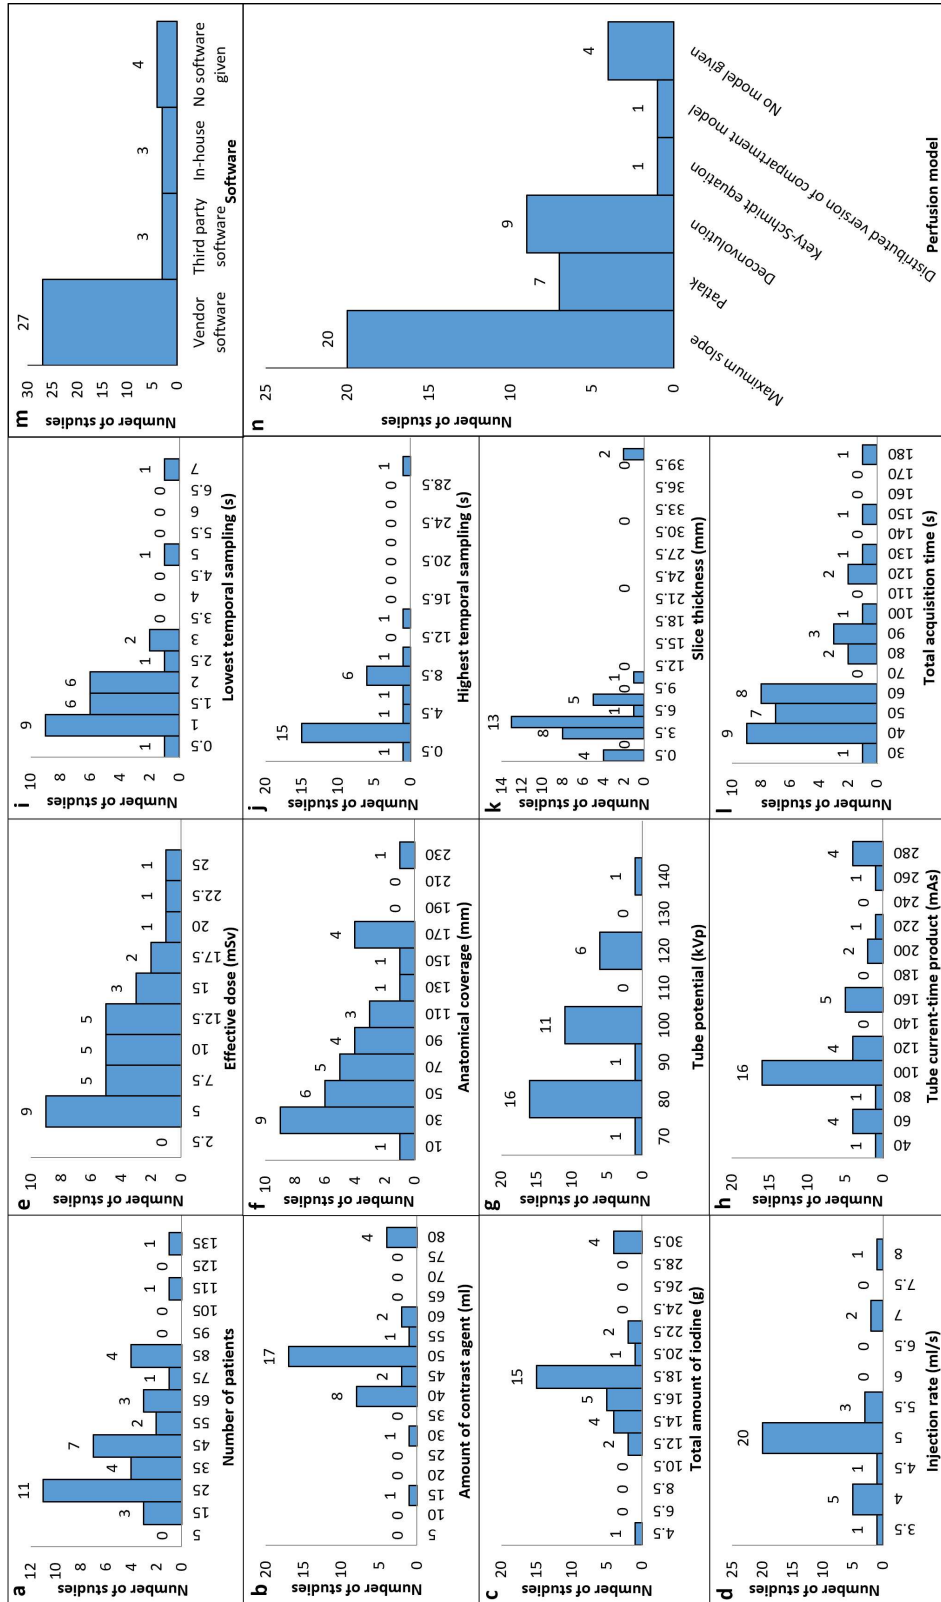 a
Number of studies
12
10
8
6
4
2
0
0 3 11 4 7 2 3 1 4 0 0 1 0 1
5 15 25 35 45 55 65 75 85 95 105 115 125 135
Number of patients
b
Number of studies
20
15
10
5
0
0 0 1 0 0 1 0 8 2 17 1 2 0 0 0 4
5 10 15 20 25 30 35 40 45 50 55 60 65 70 75 80
Amount of contrast agent (ml)
c
Number of studies
20
15
10
5
0
1 0 0 0 2 4 5 15 1 2 0 0 0 4
4.5 6.5 8.5 10.5 12.5 14.5 16.5 18.5 20.5 22.5 24.5 26.5 28.5 30.5
Total amount of iodine (g)
d
Number of studies
25
20
15
10
5
0
1 5 1 20 3 0 0 2 0 1
3.5 4 4.5 5 5.5 6 6.5 7 7.5 8
Injection rate (ml/s)
e
Number of studies
10
8
6
4
2
0
0 9 5 5 5 3 2 1 1 1
2.5 5 7.5 10 12.5 15 17.5 20 22.5 25
Effective dose (mSv)
f
Number of studies
10
8
6
4
2
0
1 9 6 5 4 3 1 1 4 0 0 1
10 30 50 70 90 110 130 150 170 190 210 230
Anatomical coverage (mm)
g
Number of studies
20
15
10
5
0
1 16 1 11 0 6 0 1
70 80 90 100 110 120 130 140
Tube potential (kVp)
h
Number of studies
20
15
10
5
0
1 4 1 16 4 0 5 0 2 1 0 1 4
40 60 80 100 120 140 160 180 200 220 240 260 280
Tube current-time product (mAs)
i
Number of studies
10
8
6
4
2
0
1 9 6 6 1 2 0 0 0 1 0 0 0 1
0.5 1 1.5 2 2.5 3 3.5 4 4.5 5 5.5 6 6.5 7
Lowest temporal sampling (s)
j
Number of studies
20
15
10
5
0
1 15 1 1 6 1 0 1 0 0 0 0 0 0 1
0.5 4.5 8.5 12.5 16.5 20.5 24.5 28.5
Highest temporal sampling (s)
k
Number of studies
14
12
10
8
6
4
2
0
4 0 8 13 1 5 0 1 0 0 0 0 2
0.5 3.5 6.5 9.5 12.5 15.5 18.5 21.5 24.5 27.5 30.5 33.5 36.5 39.5
Slice thickness (mm)
l
Number of studies
10
8
6
4
2
0
1 9 7 8 0 2 3 1 0 2 1 0 1 0 0 1
30 40 50 60 70 80 90 100 110 120 130 140 150 160 170 180
Total acquisition time (s)
m
Number of studies
30
25
20
15
10
5
0
27 3 3 4
Vendor Third party In-house No software
software software given
Software
n
Number of studies
25
20
15
10
5
0
20 7 9 1 1 4
Maximum slope
Patlak
Deconvolution
Kety-Schmidt equation
Distributed version of compartment model
No model given
Perfusion model